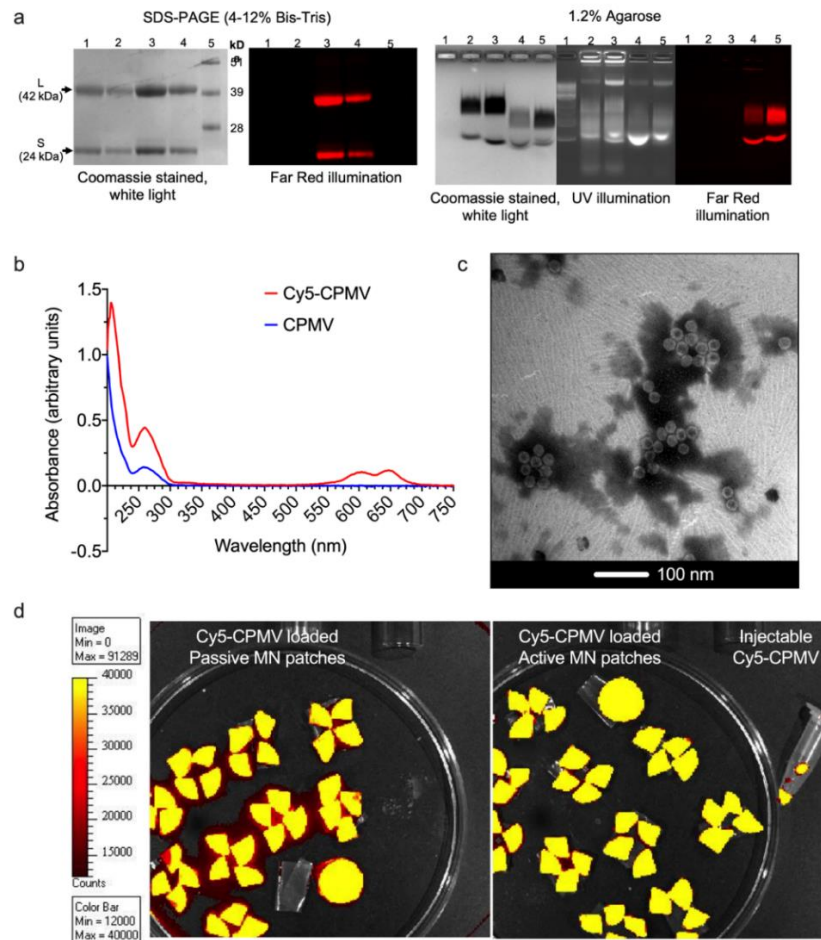 a
SDS-PAGE (4-12% Bis-Tris)
1 2 3 4 5
kD
51
L
(42 kDa)
39
28
S
(24 kDa)
Coomassie stained,
white light
1 2 3 4 5
Far Red illumination
1.2% Agarose
1 2 3 4 5
1 2 3 4 5
1 2 3 4 5
Coomassie stained,
white light
UV illumination
Far Red
illumination
b
Absorbance (arbitrary units)
1.5
1.0
0.5
0.0
-0.5
Cy5-CPMV
CPMV
250 300 350 400 450 500 550 600 650 700 750
Wavelength (nm)
c
100 nm
d
Image
Min = 0
Max = 91289
40000
35000
30000
25000
20000
15000
Counts
Color Bar
Min = 12000
Max = 40000
Cy5-CPMV loaded
Passive MN patches
Cy5-CPMV loaded
Active MN patches
Injectable
Cy5-CPMV